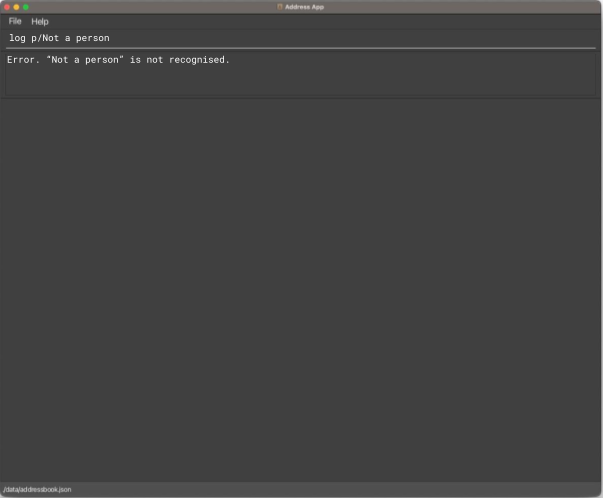 Address App
File Help
log p/Not a person
Error. “Not a person” is not recognised.
./data/addressbook.json